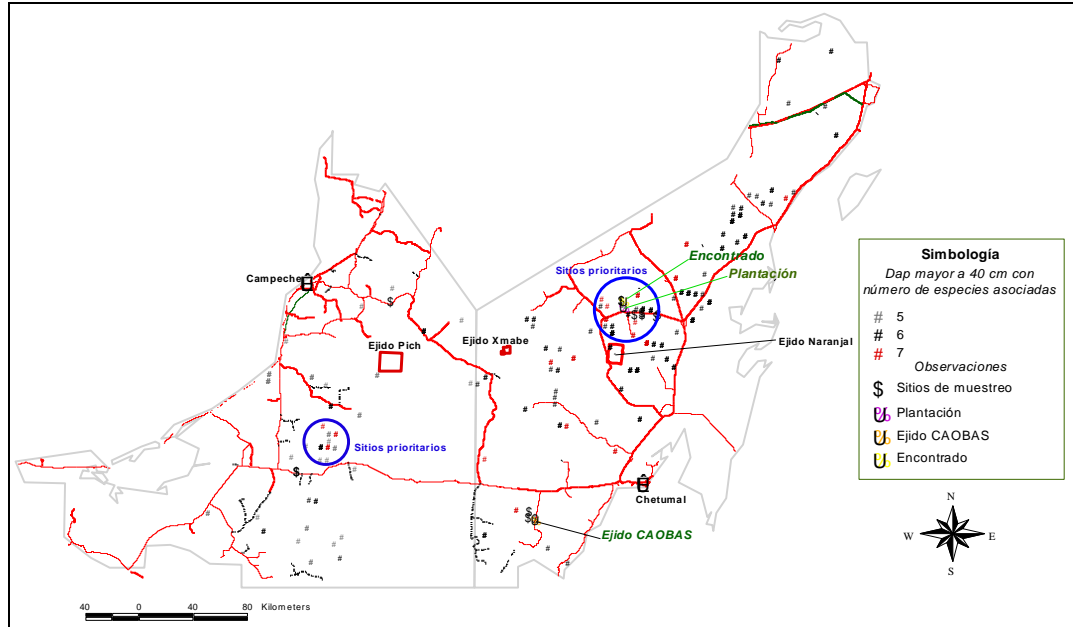 Encontrado
Sitios prioritarios
Plantación
Campeche
Ejido Pich
Ejido Xmabe
Ejido Naranjal
Sitios prioritarios
Chetumal
Ejido CAOBAS
Simbología
Dap mayor a 40 cm con
número de especies asociadas
# 5
# 6
# 7
Observaciones
$ Sitios de muestreo
Plantación
Ejido CAOBAS
Encontrado
N
W E
S
40 0 40 80 Kilometers